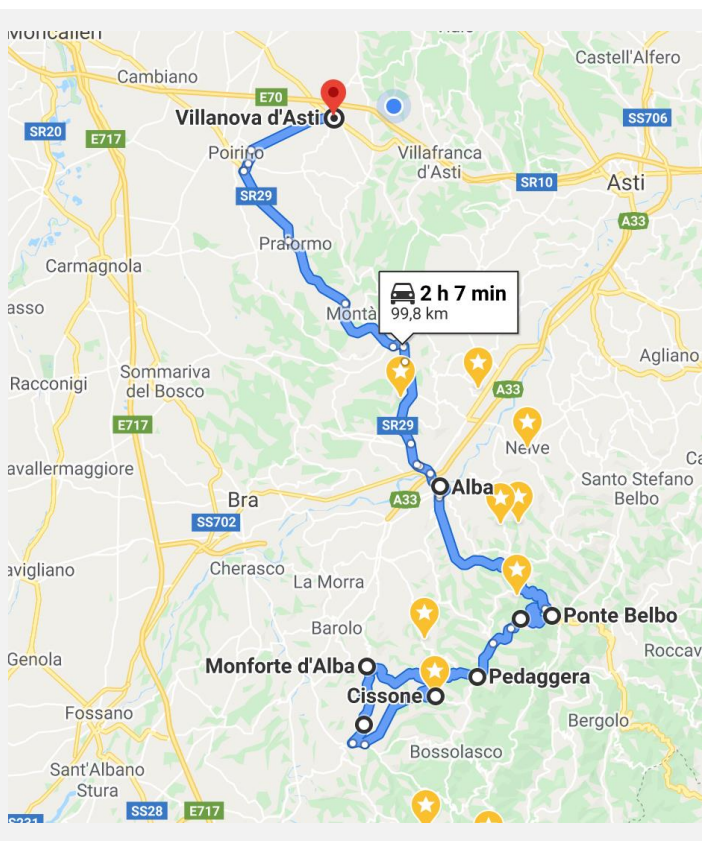 Moncalieri
Castell'Alfero
Cambiano
E70
Villanova d'Asti
SS706
SR20
E717
Poirino
Villafranca
d'Asti
SR10
Asti
SR29
A33
Pralormo
Carmagnola
2 h 7 min
99,8 km
Montà
asso
Agliano
Racconigi
Sommariva
del Bosco
A33
E717
SR29
Neive
avallermaggiore
Santo Stefano
Belbo
Ca
Alba
Bra
A33
SS702
avigliano
Cherasco
La Morra
Ponte Belbo
Barolo
Roccav
Genola
Monforte d'Alba
Pedaggera
Cissone
Fossano
Bergolo
Bossolasco
Sant'Albano
Stura
SS28
E717
S231